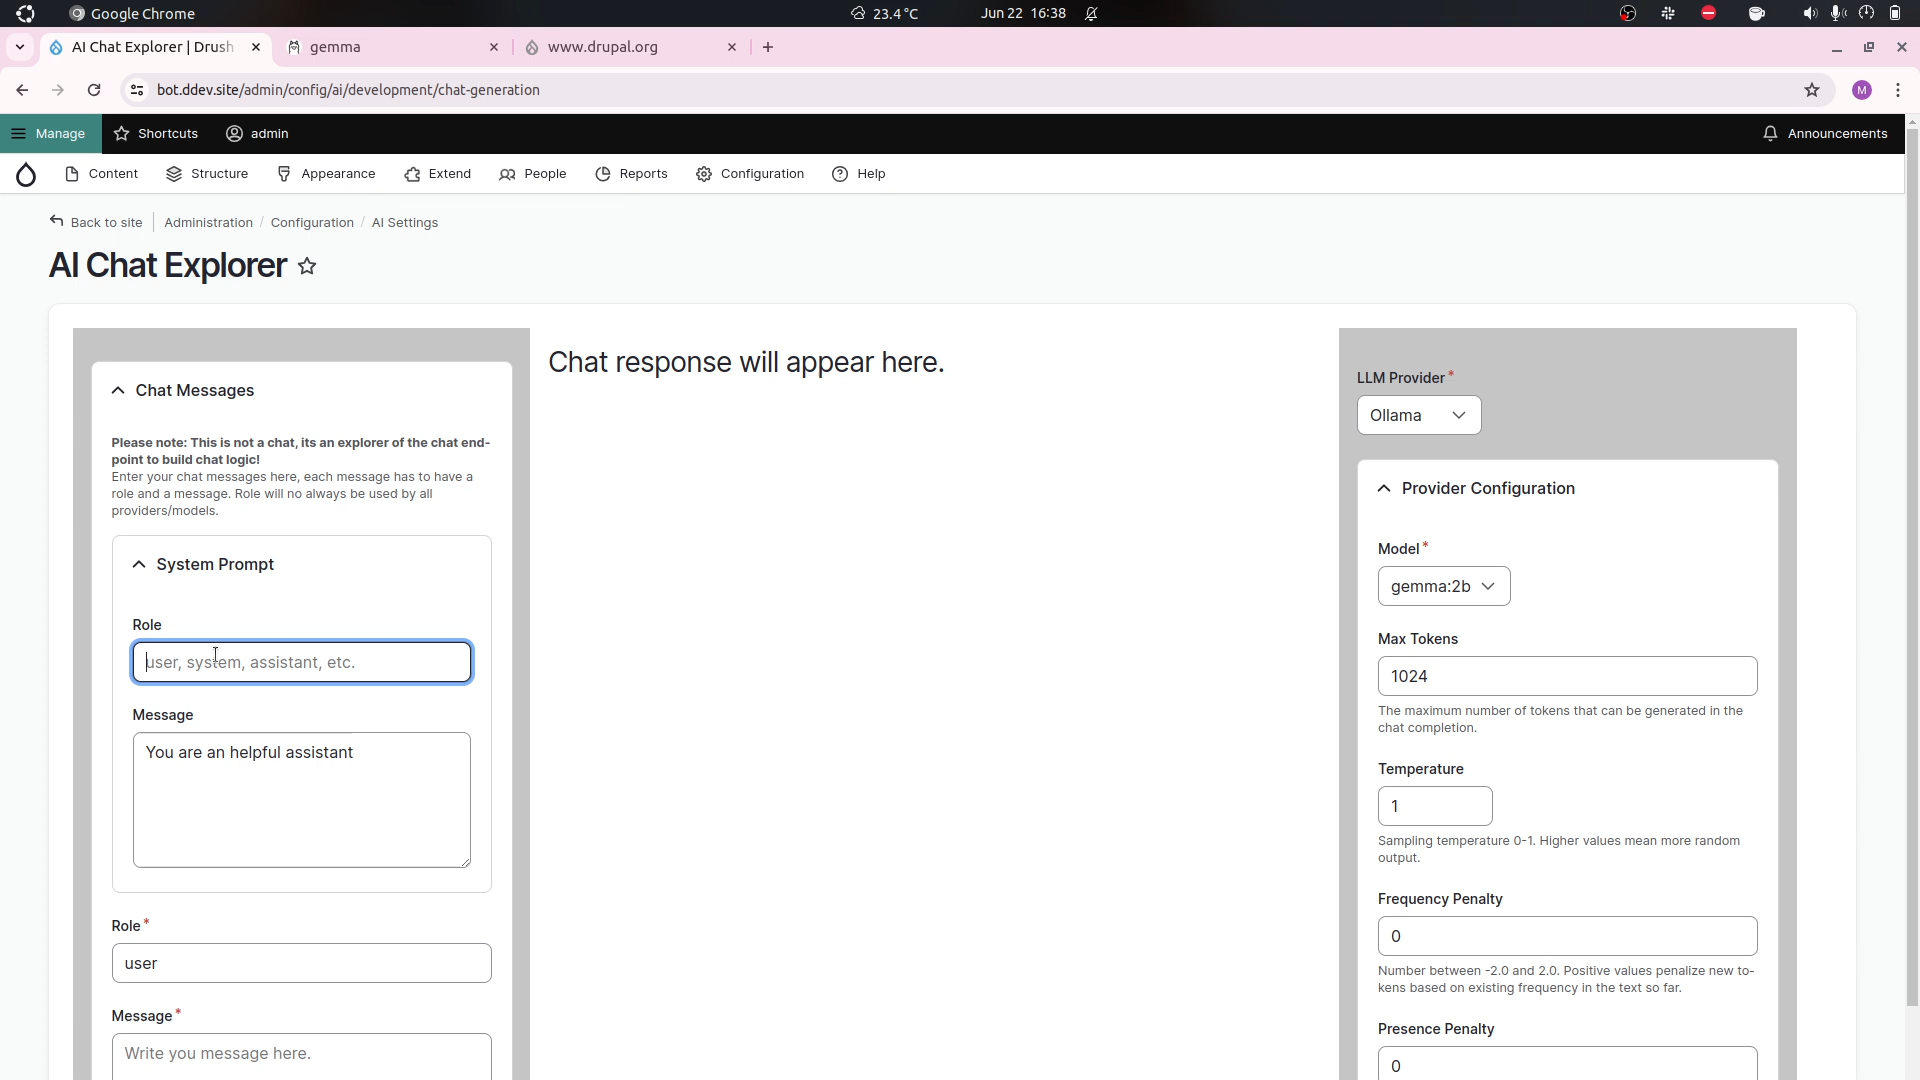 Google Chrome
23.4°C
Jun 22 16:38
AI Chat Explorer | Drush
gemma
www.drupal.org
bot.ddev.site/admin/config/ai/development/chat-generation
M
Manage
Shortcuts
admin
Announcements
Content
Structure
Appearance
Extend
People
Reports
Configuration
Help
Back to site
Administration / Configuration / AI Settings
AI Chat Explorer
Chat Messages
Please note: This is not a chat, its an explorer of the chat end-
point to build chat logic!
Enter your chat messages here, each message has to have a
role and a message. Role will no always be used by all
providers/models.
System Prompt
Role
user, system, assistant, etc.
Message
You are an helpful assistant
Role*
user
Message*
Write you message here.
Chat response will appear here.
LLM Provider*
Ollama
Provider Configuration
Model*
gemma:2b
Max Tokens
1024
The maximum number of tokens that can be generated in the
chat completion.
Temperature
1
Sampling temperature 0-1. Higher values mean more random
output.
Frequency Penalty
0
Number between -2.0 and 2.0. Positive values penalize new to-
kens based on existing frequency in the text so far.
Presence Penalty
0